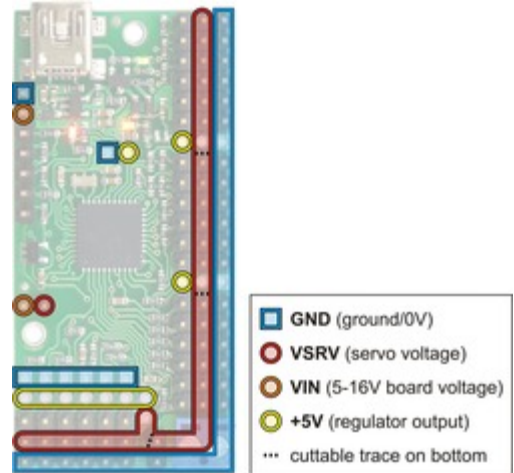 GND (ground/0V)
VSRV (servo voltage)
VIN (5-16V board voltage)
+5V (regulator output)
cuttable trace on bottom